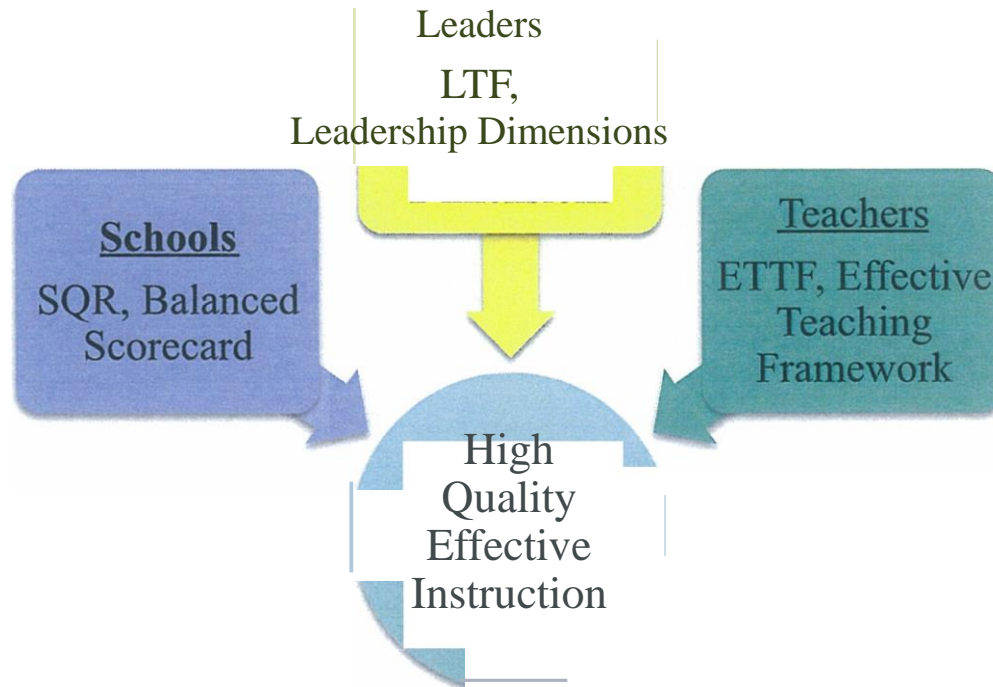 Leaders
LTF,
Leadership Dimensions
Schools
SQR, Balanced
Scorecard
Teachers
ETTF, Effective
Teaching
Framework
High
Quality
Effective
Instruction